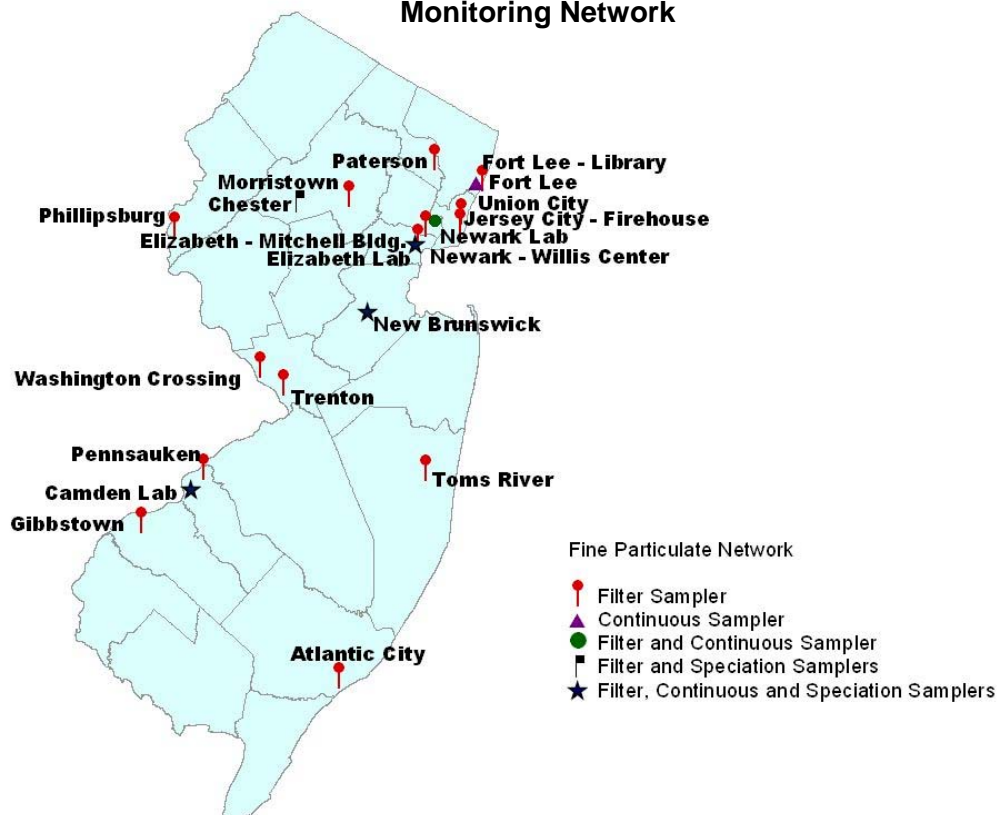 Monitoring Network
Paterson
Fort Lee - Library
Morristown
Fort Lee
Chester
Union City
Phillipsburg
Jersey City - Firehouse
Elizabeth - Mitchell Bldg.
Newark Lab
Elizabeth Lab
Newark - Willis Center
New Brunswick
Washington Crossing
Trenton
Pennsauken
Toms River
Camden Lab
Gibbstown
Fine Particulate Network
Filter Sampler
Continuous Sampler
Filter and Continuous Sampler
Filter and Speciation Samplers
Filter, Continuous and Speciation Samplers
Atlantic City